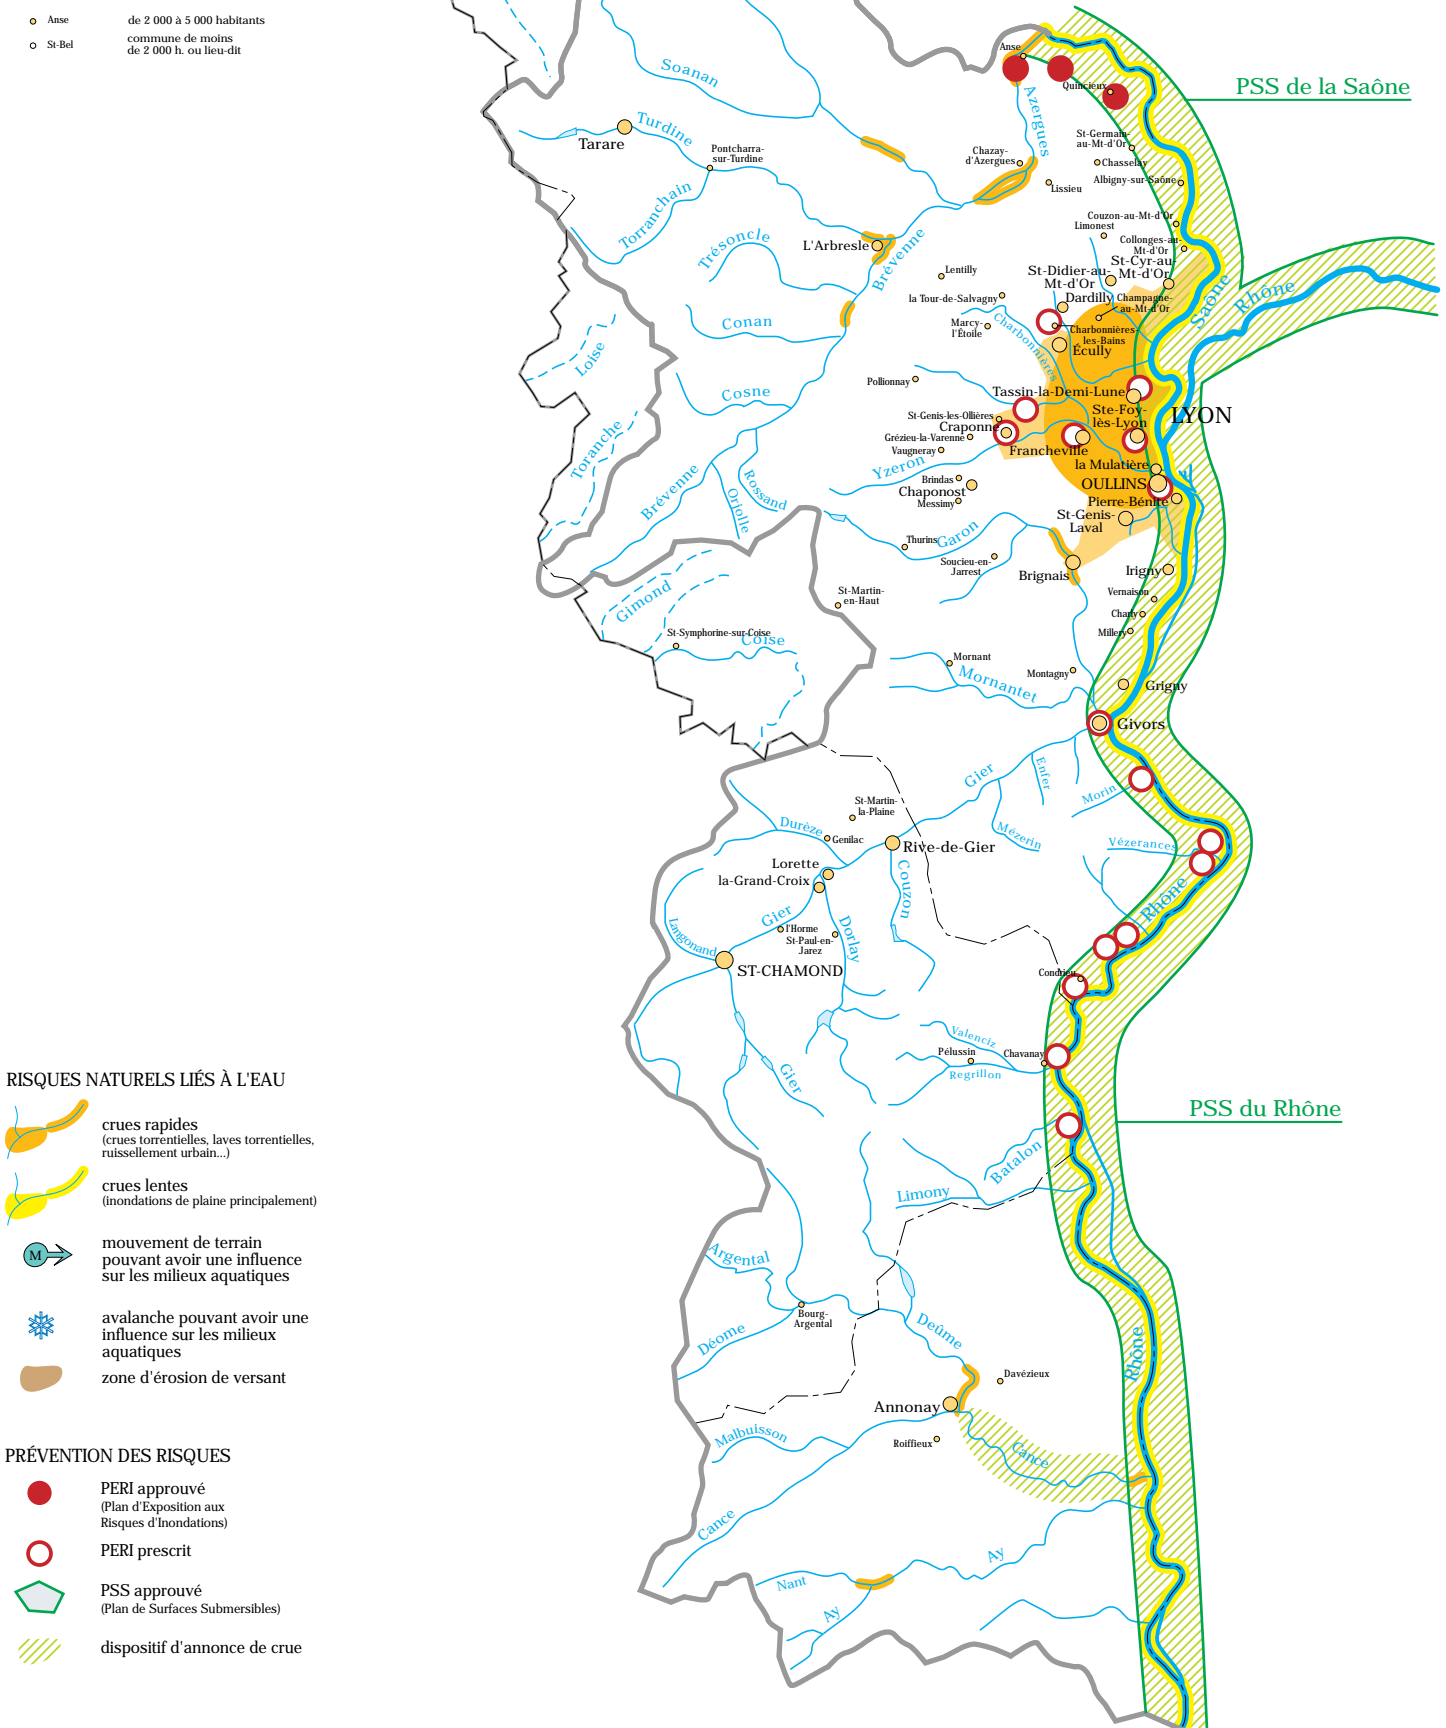 Anse
de 2 000 à 5 000 habitants
St-Bel
commune de moins
de 2 000 h. ou lieu-dit
Soanan
Anse
Quincieux
PSS de la Saône
Azergues
Turdine
Tarare
Pontcharra-
sur-Turdine
St-Germain-
au-Mt-d'Or
Chazay-
d'Azergues
Chasselay
Albigny-sur-Saône
Lissieu
Torranchain
Trésoncle
L'Arbresle
Brévenne
Couzon-au-Mt-d'Or
Limonest
Collonges-au-
Mt-d'Or
St-Cyr-au-
Mt-d'Or
Lentilly
St-Didier-au-
Mt-d'Or
Dardilly
Champagne-
au-Mt-d'Or
la Tour-de-Salvagny
Saône
Rhône
Marcy-
l'Étoile
Charbonnières
Charbonnières-
les-Bains
Écully
Conan
Loise
Cosne
Pollionnay
Tassin-la-Demi-Lune
St-Genis-les-Ollières
Craponne
Ste-Foy-
lès-Lyon
LYON
Grézieu-la-Varenne
Vaugneray
Francheville
Toranche
Brévenne
Orjolle
Rossand
Yzeron
la Mulatière
Brindas
Chaponost
Messimy
OULLINS
Pierre-Bénite
St-Genis-
Laval
Thurins
Garon
Soucieu-en-
Jarrest
Brignais
Irigny
Vernaison
Charly
Millery
Gimond
St-Martin-
en-Haut
St-Symphorine-sur-Coise
Coise
Mornant
Mornantet
Montagny
Grigny
Givors
Gier
Enfer
Morin
Mézerin
Vézerances
St-Martin-
la-Plaine
Durèze
Genilac
Rive-de-Gier
Lorette
la-Grand-Croix
Couzon
Rhône
Gier
Langonand
l'Horme
St-Paul-en-
Jarez
Dorlay
ST-CHAMOND
Condrieu
Valenciz
Pélussin
Chavanay
Regrillon
Gier
PSS du Rhône
Batalon
Limony
Argental
Bourg-
Argental
Déome
Deûme
Rhône
Davézieux
Annonay
Roiffieux
Malbuisson
Cance
Cance
Ay
Nant
Ay
RISQUES NATURELS LIÉS À L'EAU
crues rapides
(crues torrentielles, laves torrentielles,
ruissellement urbain...)
crues lentes
(inondations de plaine principalement)
M
mouvement de terrain
pouvant avoir une influence
sur les milieux aquatiques
avalanche pouvant avoir une
influence sur les milieux
aquatiques
zone d'érosion de versant
PRÉVENTION DES RISQUES
PERI approuvé
(Plan d'Exposition aux
Risques d'Inondations)
PERI prescrit
PSS approuvé
(Plan de Surfaces Submersibles)
dispositif d'annonce de crue